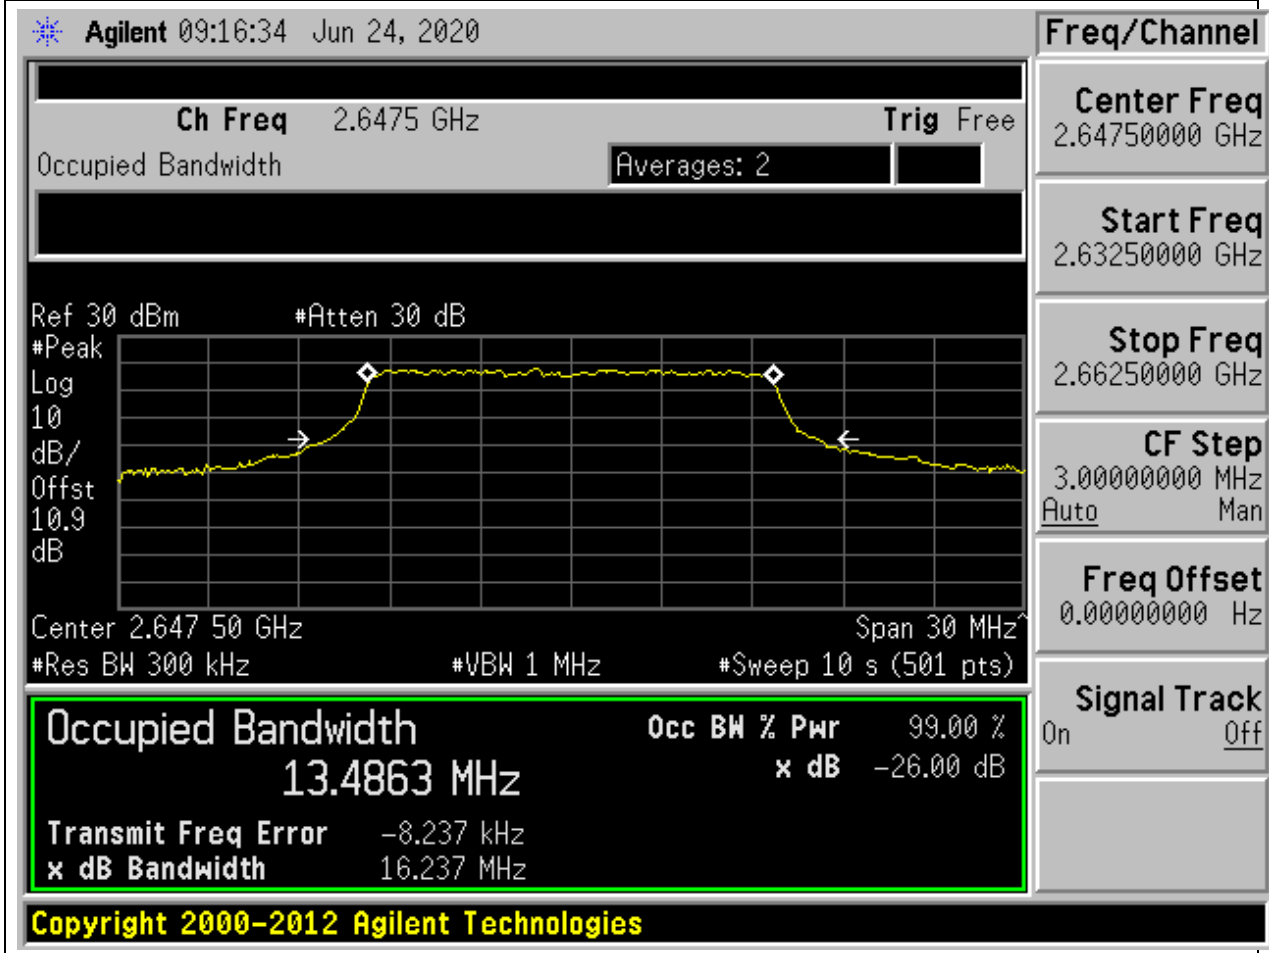 Agilent 09:16:34 Jun 24, 2020
Freq/Channel
Ch Freq 2.6475 GHz Trig Free
Occupied Bandwidth Averages: 2
Center Freq
2.64750000 GHz
Start Freq
2.63250000 GHz
Stop Freq
2.66250000 GHz
CF Step
3.00000000 MHz
Auto Man
Freq Offset
0.00000000 Hz
Signal Track
On Off
Ref 30 dBm #Atten 30 dB
#Peak
Log
10
dB/
Offst
10.9
dB
Center 2.647 50 GHz Span 30 MHz^
#Res BW 300 kHz #VBW 1 MHz #Sweep 10 s (501 pts)
Occupied Bandwidth Occ BW % Pwr 99.00 %
13.4863 MHz x dB -26.00 dB
Transmit Freq Error -8.237 kHz
x dB Bandwidth 16.237 MHz
Copyright 2000-2012 Agilent Technologies